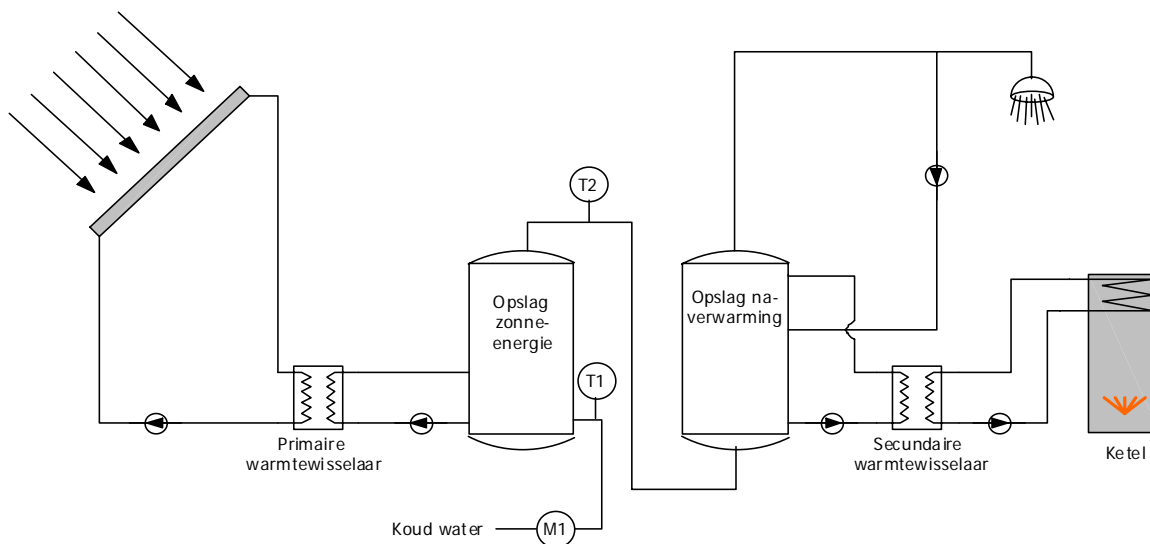 T2
Opslag
zonne-
energie
Opslag na-
verwarming
T1
Primaire
warmtewisselaar
Secundaire
warmtewisselaar
Ketel
Koud water
M1